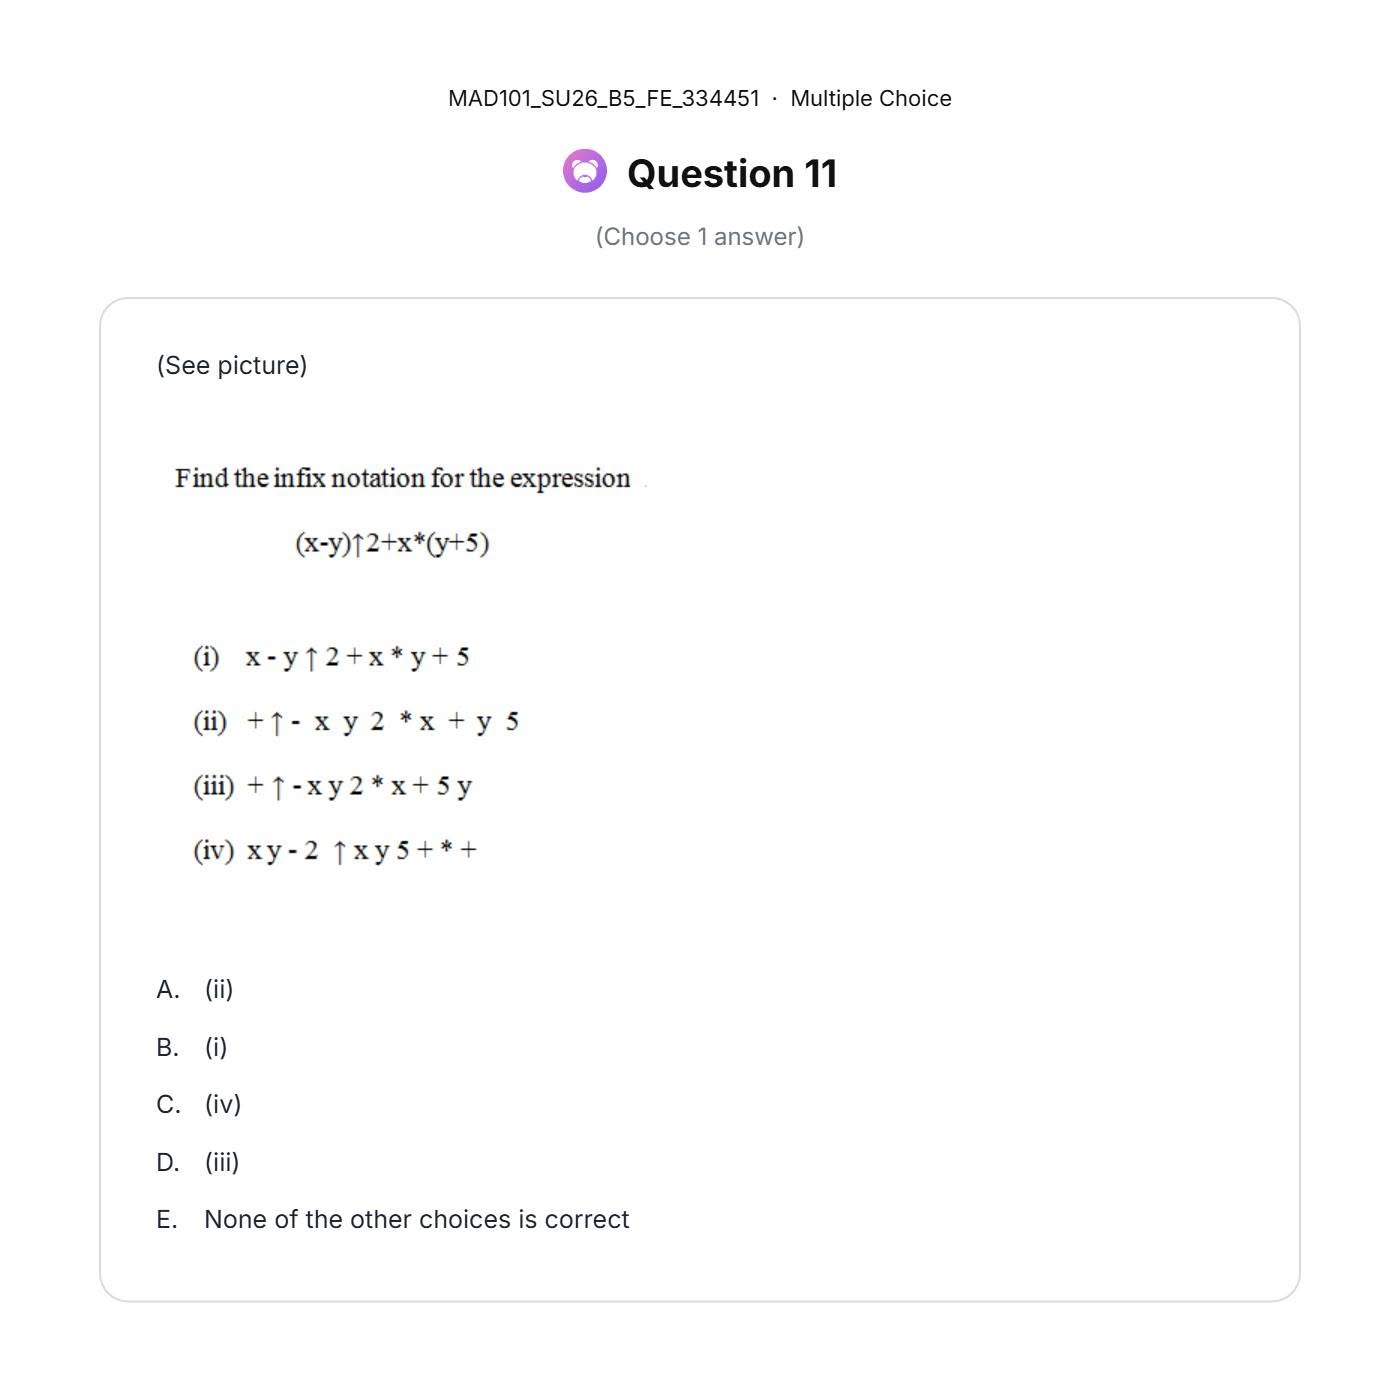 MAD101_SU26_B5_FE_334451 · Multiple Choice
Question 11
(Choose 1 answer)
(See picture)
Find the infix notation for the expression
(x-y)↑2+x*(y+5)
(i) x - y ↑ 2 + x * y + 5
(ii) + ↑ - x y 2 * x + y 5
(iii) + ↑ - x y 2 * x + 5 y
(iv) x y - 2 ↑ x y 5 + * +
A. (ii)
B. (i)
C. (iv)
D. (iii)
E. None of the other choices is correct